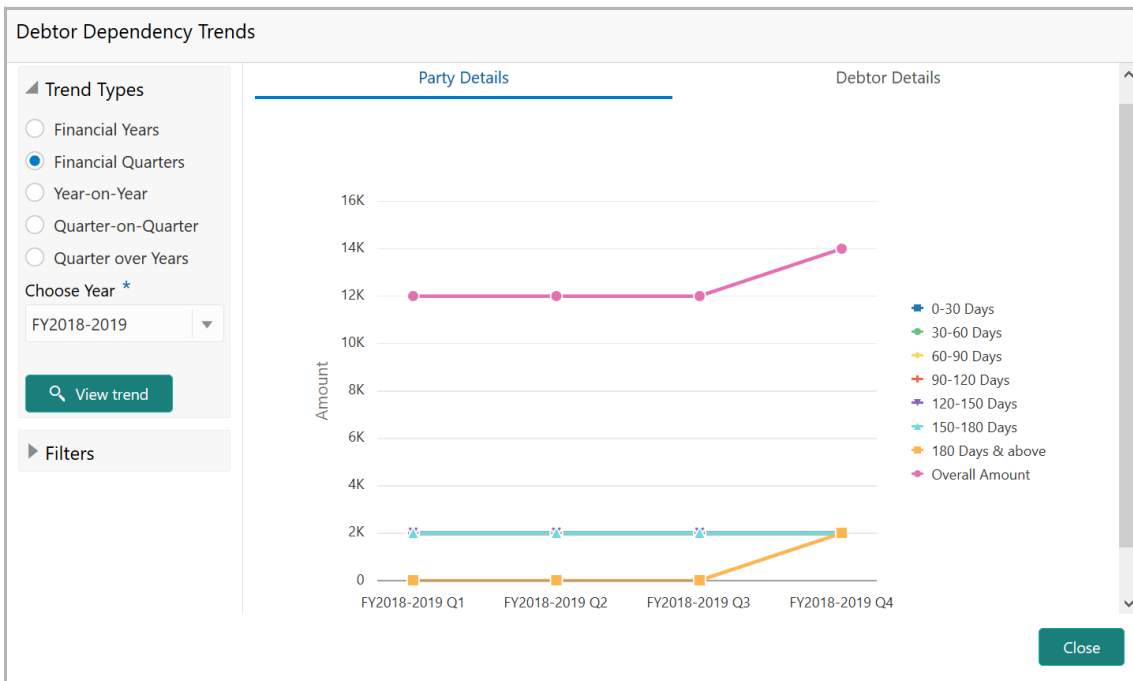 Debtor Dependency Trends
Trend Types
Financial Years
Financial Quarters
Year-on-Year
Quarter-on-Quarter
Quarter over Years
Choose Year *
FY2018-2019
View trend
Filters
Party Details
Debtor Details
16K
14K
12K
10K
8K
6K
4K
2K
0
Amount
FY2018-2019 Q1
FY2018-2019 Q2
FY2018-2019 Q3
FY2018-2019 Q4
0-30 Days
30-60 Days
60-90 Days
90-120 Days
120-150 Days
150-180 Days
180 Days & above
Overall Amount
Close